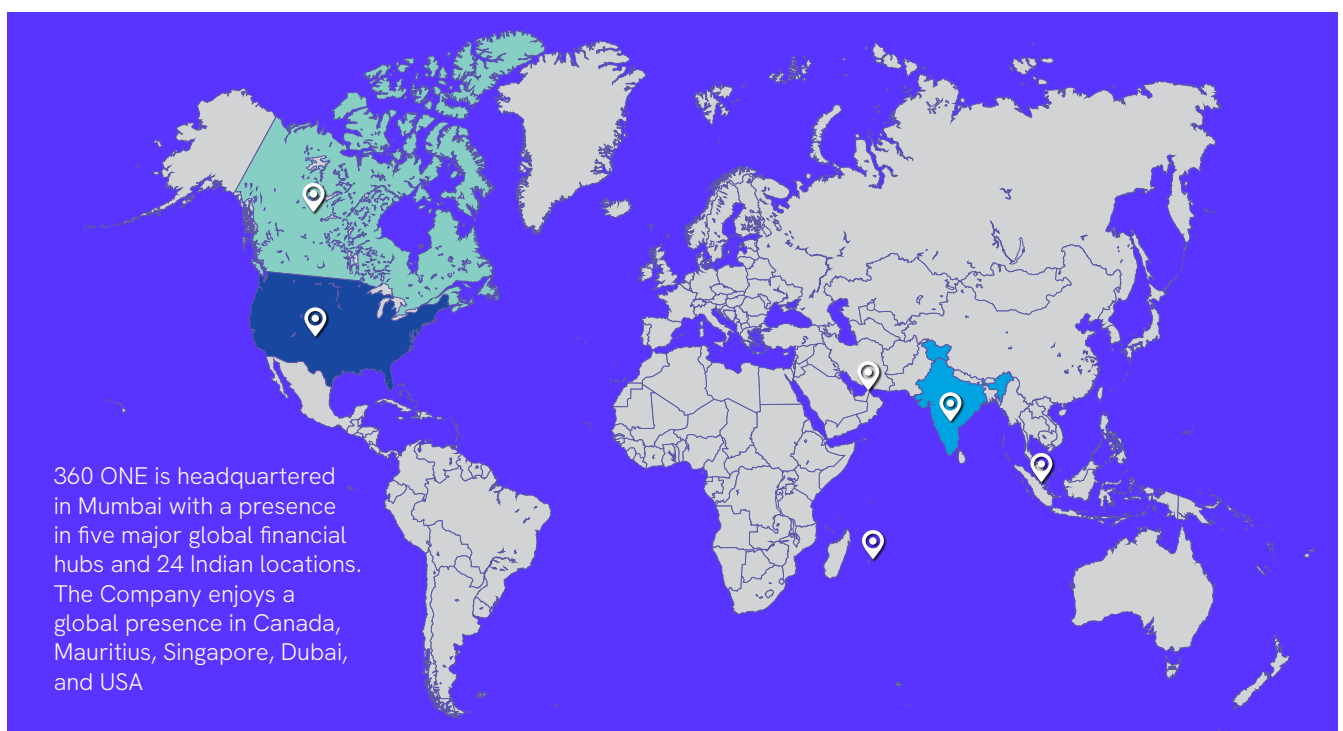 360 ONE is headquartered
in Mumbai with a presence
in five major global financial
hubs and 24 Indian locations.
The Company enjoys a
global presence in Canada,
Mauritius, Singapore, Dubai,
and USA